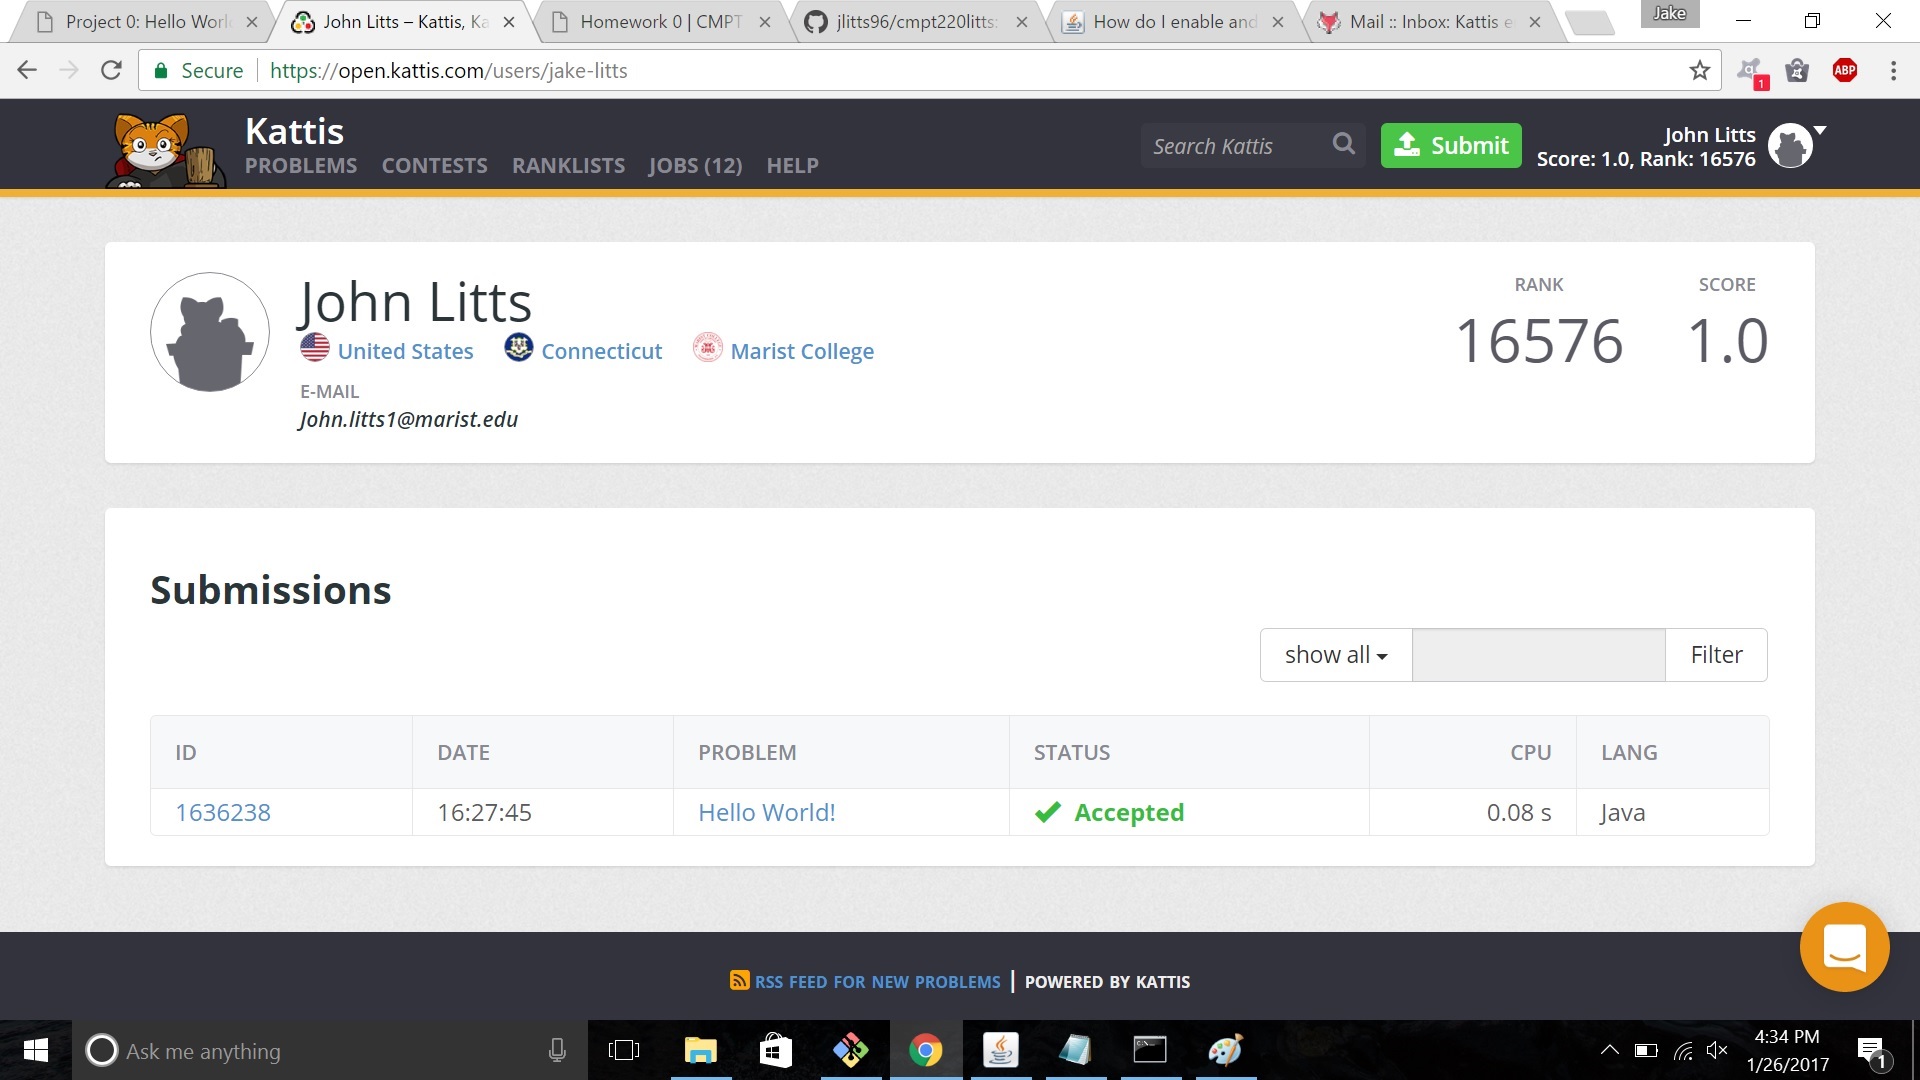 Jake
Project 0: Hello Worl
John Litts – Kattis, Ka
Homework 0 | CMPT
jlitts96/cmpt220litts:
How do I enable and
Mail :: Inbox: Kattis e
Secure https://open.kattis.com/users/jake-litts
1
ABP
Kattis
PROBLEMS CONTESTS RANKLISTS JOBS (12) HELP
Search Kattis
Submit
John Litts
Score: 1.0, Rank: 16576
John Litts
United States Connecticut Marist College
E-MAIL
John.litts1@marist.edu
RANK SCORE
16576 1.0
Submissions
show all Filter
ID DATE PROBLEM STATUS CPU LANG
1636238 16:27:45 Hello World! Accepted 0.08 s Java
RSS FEED FOR NEW PROBLEMS | POWERED BY KATTIS
Ask me anything
4:34 PM
1/26/2017
1